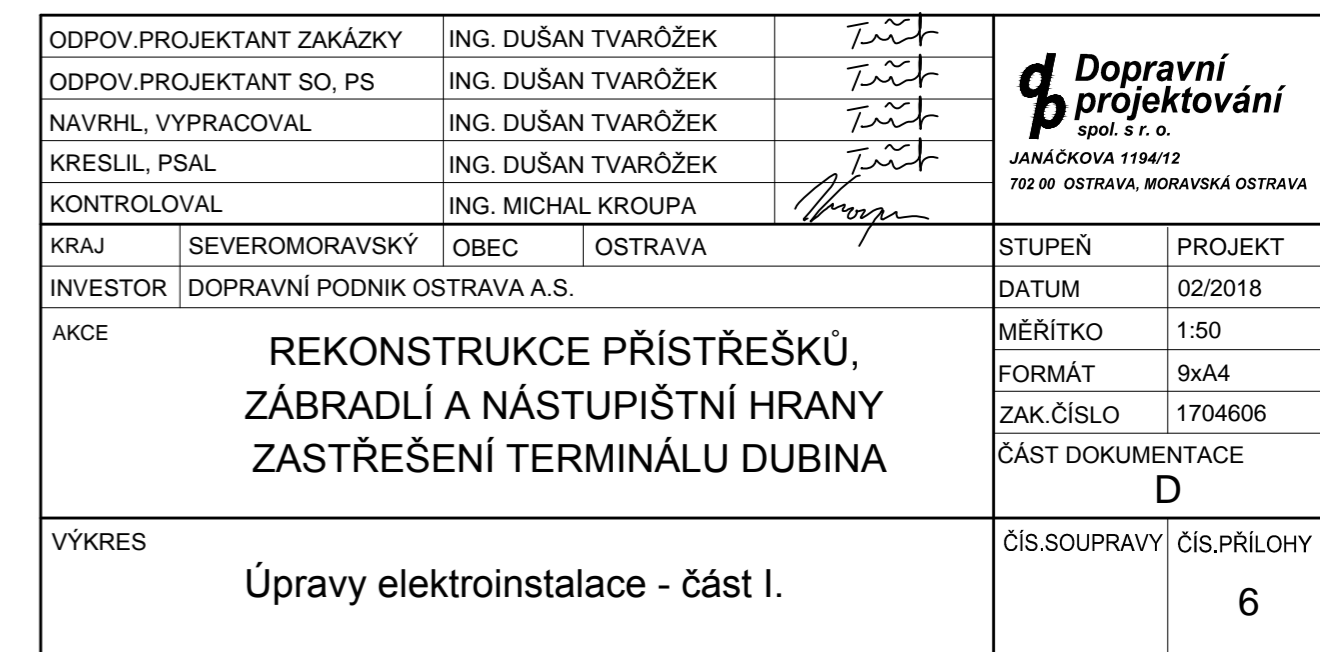 ODPOV.PROJEKTANT ZAKÁZKY ING. DUŠAN TVARÔŽEK
ODPOV.PROJEKTANT SO, PS ING. DUŠAN TVARÔŽEK
NAVRHL, VYPRACOVAL ING. DUŠAN TVARÔŽEK
KRESLIL, PSAL ING. DUŠAN TVARÔŽEK
KONTROLOVAL ING. MICHAL KROUPA
dp Dopravní
projektování
spol. s r. o.
JANÁČKOVA 1194/12
702 00 OSTRAVA, MORAVSKÁ OSTRAVA
KRAJ SEVEROMORAVSKÝ OBEC OSTRAVA
INVESTOR DOPRAVNÍ PODNIK OSTRAVA A.S.
STUPEŇ PROJEKT
DATUM 02/2018
MĚŘÍTKO 1:50
FORMÁT 9xA4
ZAK.ČÍSLO 1704606
ČÁST DOKUMENTACE
D
AKCE
REKONSTRUKCE PŘÍSTŘEŠKŮ,
ZÁBRADLÍ A NÁSTUPIŠTNÍ HRANY
ZASTŘEŠENÍ TERMINÁLU DUBINA
VÝKRES
Úpravy elektroinstalace - část I.
ČÍS.SOUPRAVY ČÍS.PŘÍLOHY
6